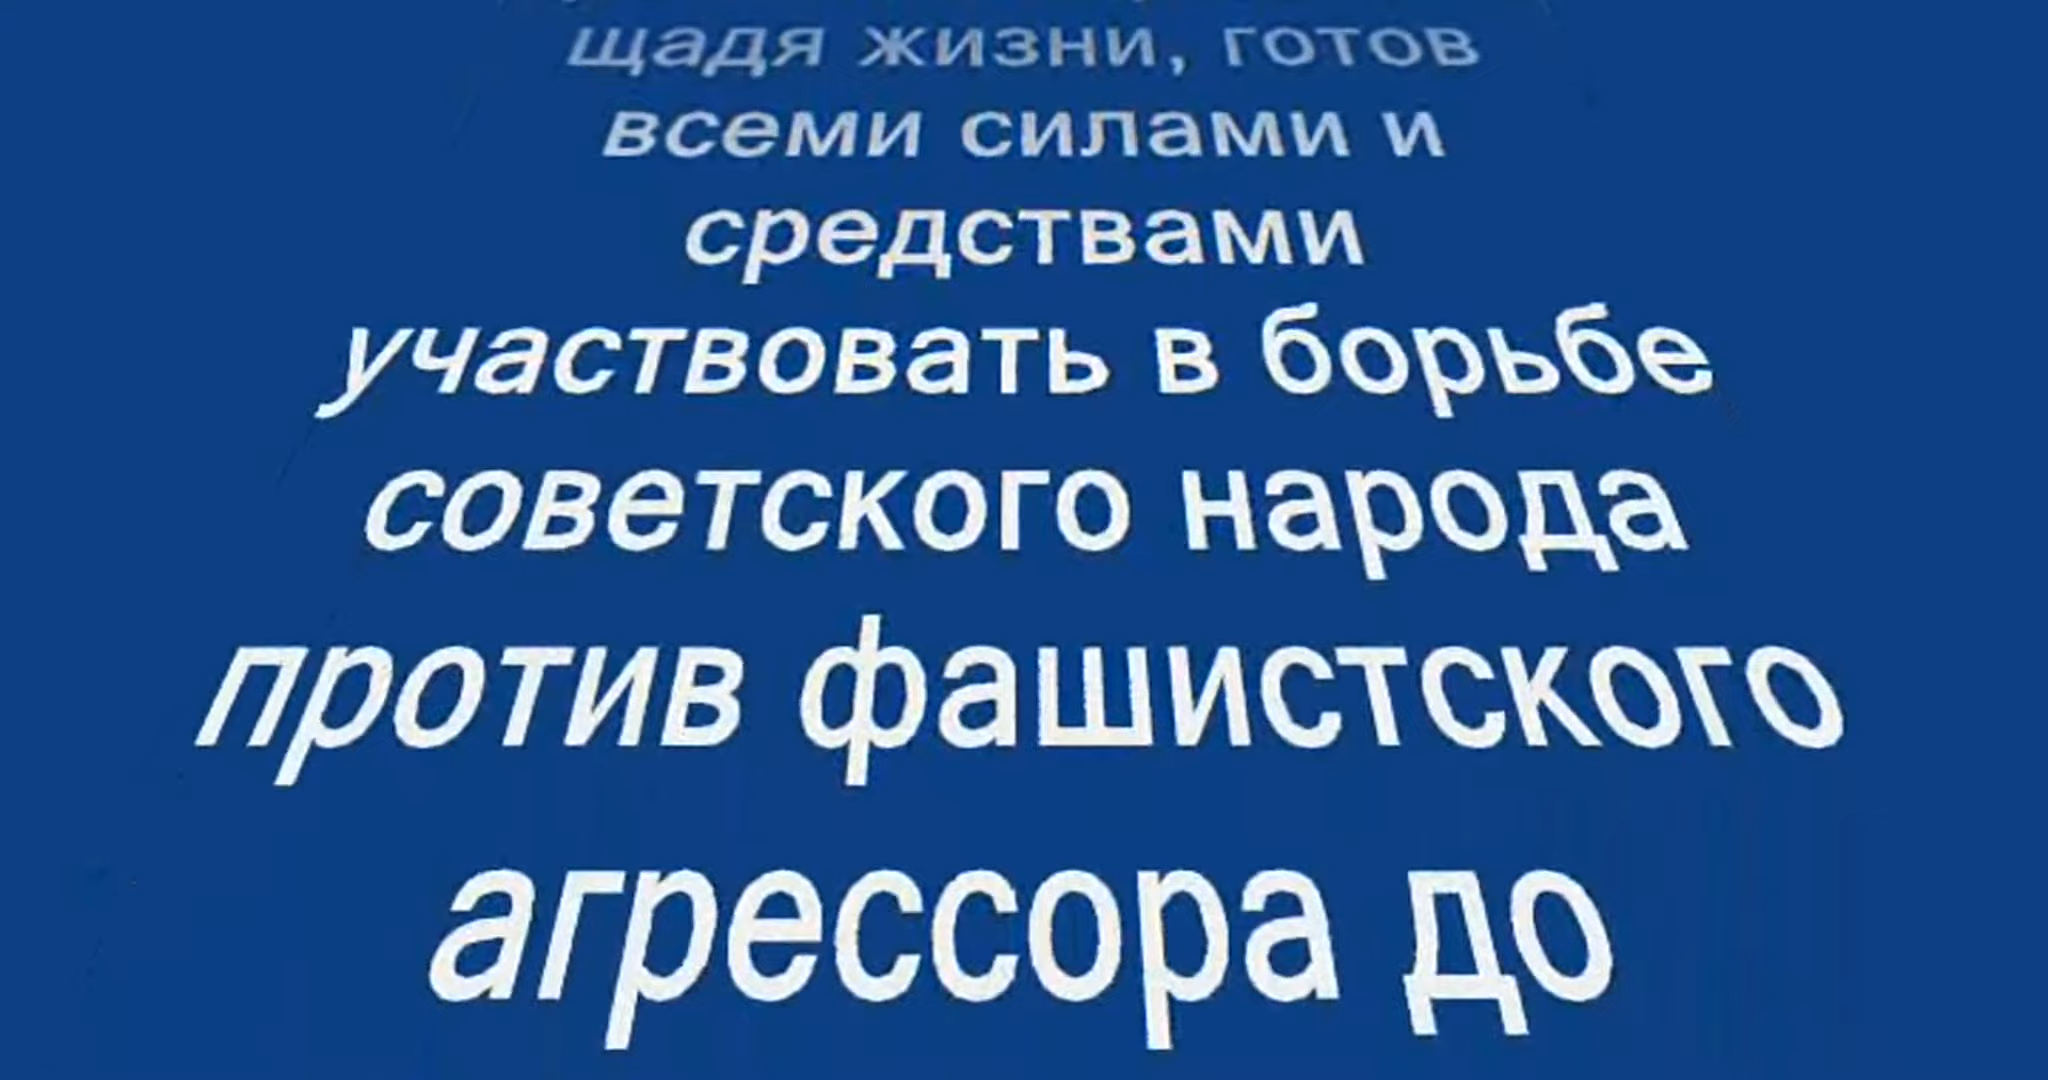 щадя жизни, готов
всеми силами и
средствами
участвовать в борьбе
советского народа
против фашистского
агрессора до